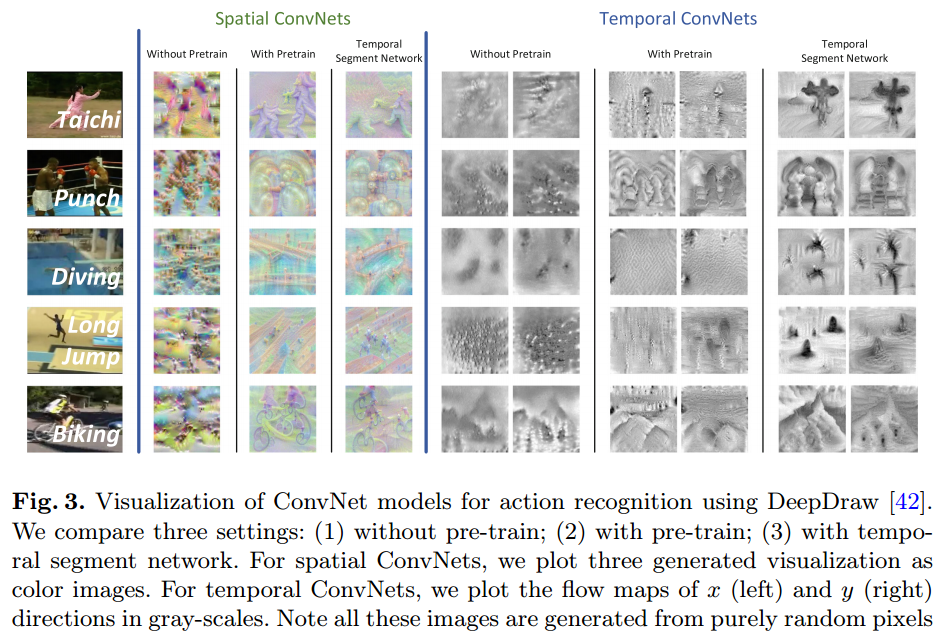 Spatial ConvNets
Temporal ConvNets
Without Pretrain
With Pretrain
Temporal
Segment Network
Without Pretrain
With Pretrain
Temporal
Segment Network
Taichi
Punch
Diving
Long
Jump
Biking
Fig. 3. Visualization of ConvNet models for action recognition using DeepDraw [42].
We compare three settings: (1) without pre-train; (2) with pre-train; (3) with tempo-
ral segment network. For spatial ConvNets, we plot three generated visualization as
color images. For temporal ConvNets, we plot the flow maps of x (left) and y (right)
directions in gray-scales. Note all these images are generated from purely random pixels